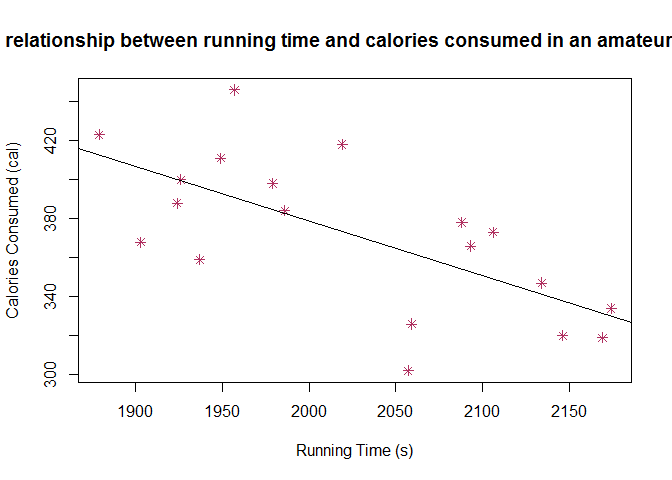 relationship between running time and calories consumed in an amateur
Calories Consumed (cal)
420
380
340
300
1900 1950 2000 2050 2100 2150
Running Time (s)